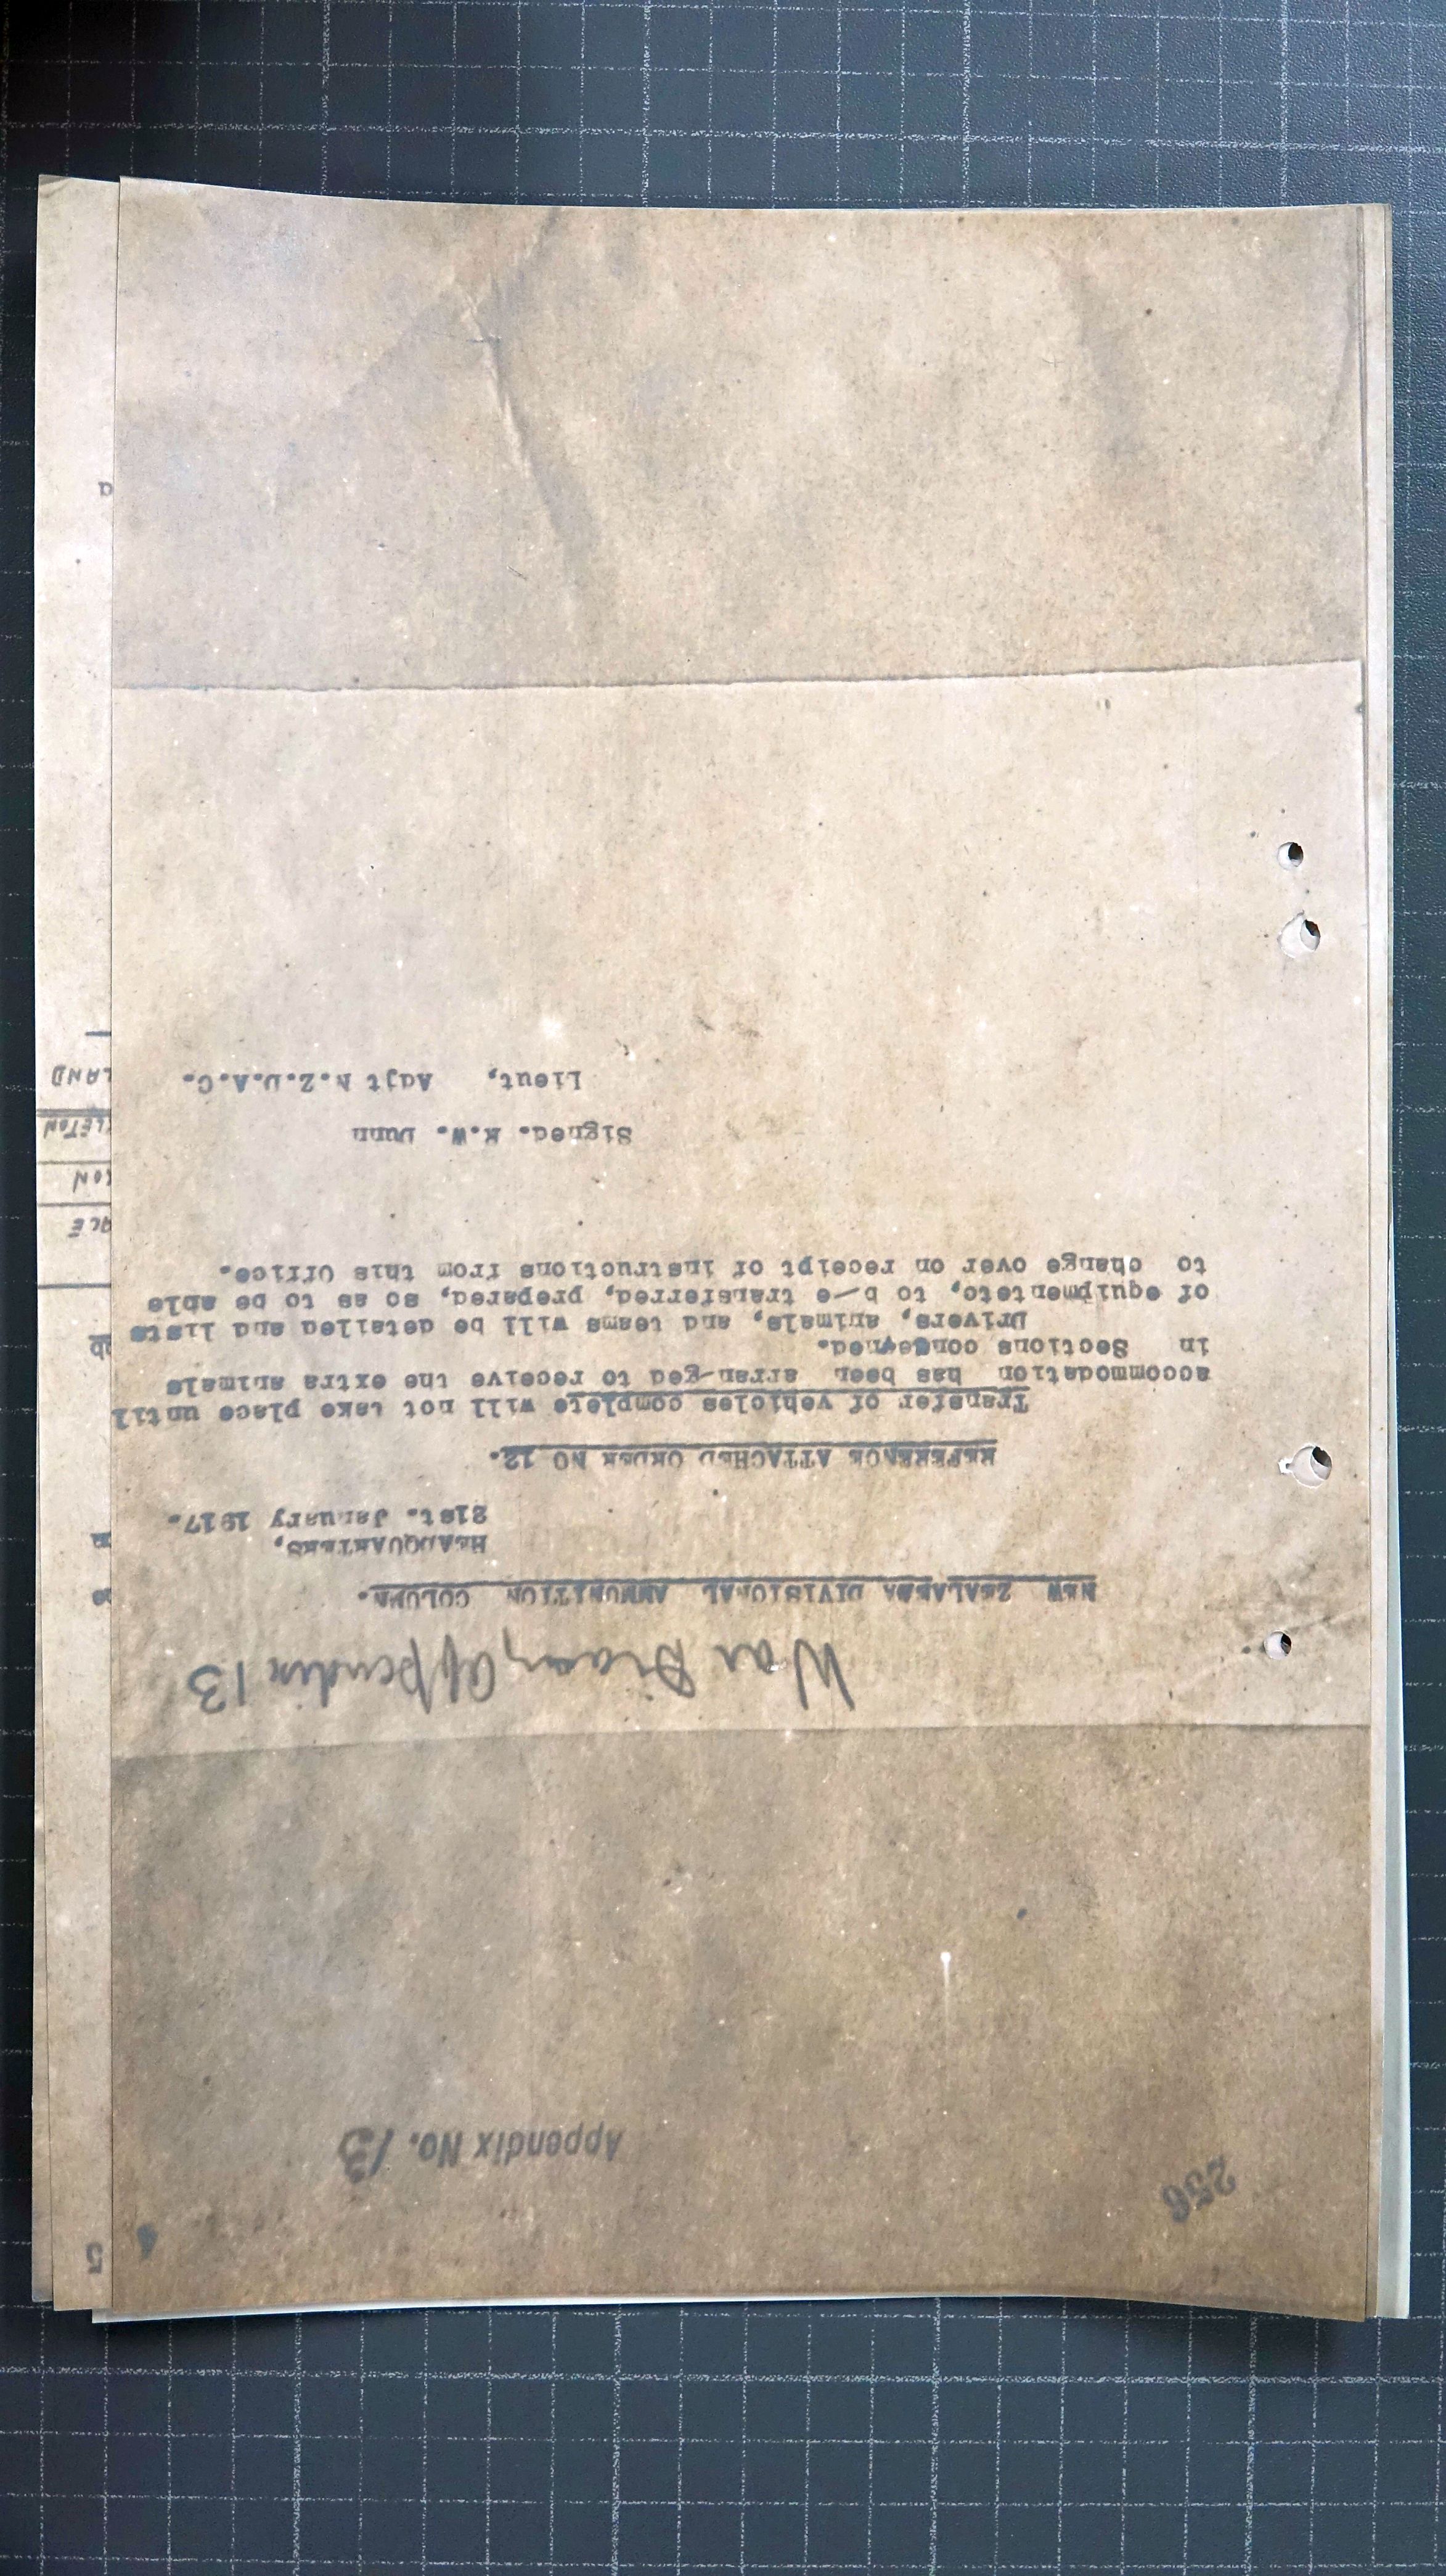 256
Appendix No. 13
War Diary Appendix 13
NEW ZEALAND DIVISIONAL AMMUNITION COLUMN.
HEADQUARTERS,
21st. January 1917.
REFERENCE ATTACHED ORDER NO 12.
Transfer of vehicles complete will not take place until
accommodation has been arran-ged to receive the extra animals
in Sections concerned.
Drivers, animals, and teams will be detailed and lists
of equipmentetc, to b-e transferred, prepared, so as to be able
to change over on receipt of instructions from this office.
Signed. K.W. Dunn
Lieut, Adjt N.Z.D.A.C.
5
LAND